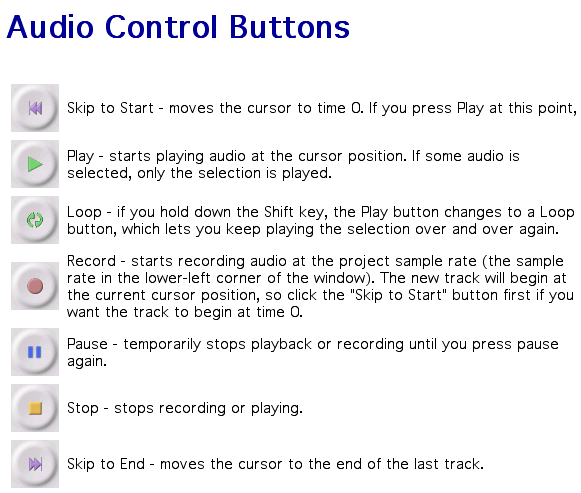 Audio Control Buttons
Skip to Start - moves the cursor to time 0. If you press Play at this point,
Play - starts playing audio at the cursor position. If some audio is
selected, only the selection is played.
Loop - if you hold down the Shift key, the Play button changes to a Loop
button, which lets you keep playing the selection over and over again.
Record - starts recording audio at the project sample rate (the sample
rate in the lower-left corner of the window). The new track will begin at
the current cursor position, so click the "Skip to Start" button first if you
want the track to begin at time 0.
Pause - temporarily stops playback or recording until you press pause
again.
Stop - stops recording or playing.
Skip to End - moves the cursor to the end of the last track.